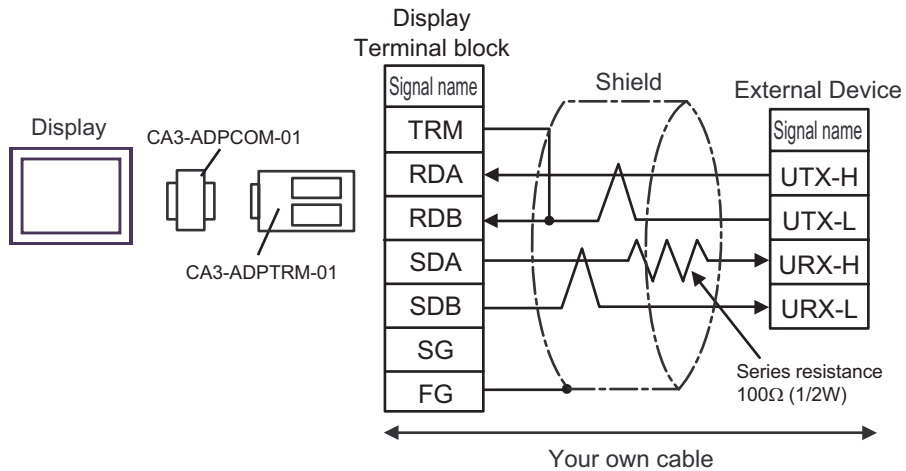 Display
Terminal block
Signal name
TRM
RDA
RDB
SDA
SDB
SG
FG
Shield
External Device
Signal name
UTX-H
UTX-L
URX-H
URX-L
Display
CA3-ADPCOM-01
CA3-ADPTRM-01
Series resistance
100Ω (1/2W)
Your own cable